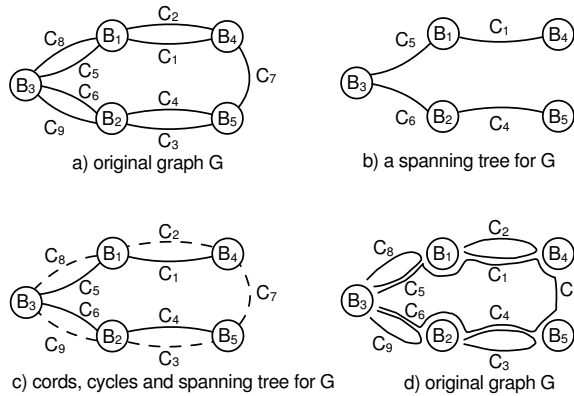 C8 B1 C2 B4
C1
C5
B3 C7
C6 C4
C9 B2 B5
C3
a) original graph G
C5 B1 C1 B4
B3
C6 B2 C4 B5
b) a spanning tree for G
C8 B1 C2 B4
C1
C5
B3 C7
C6 C4
C9 B2 B5
C3
c) cords, cycles and spanning tree for G
C8 B1 C2 B4
C1
C5
B3 C
C6 C4
C9 B2 B5
C3
d) original graph G